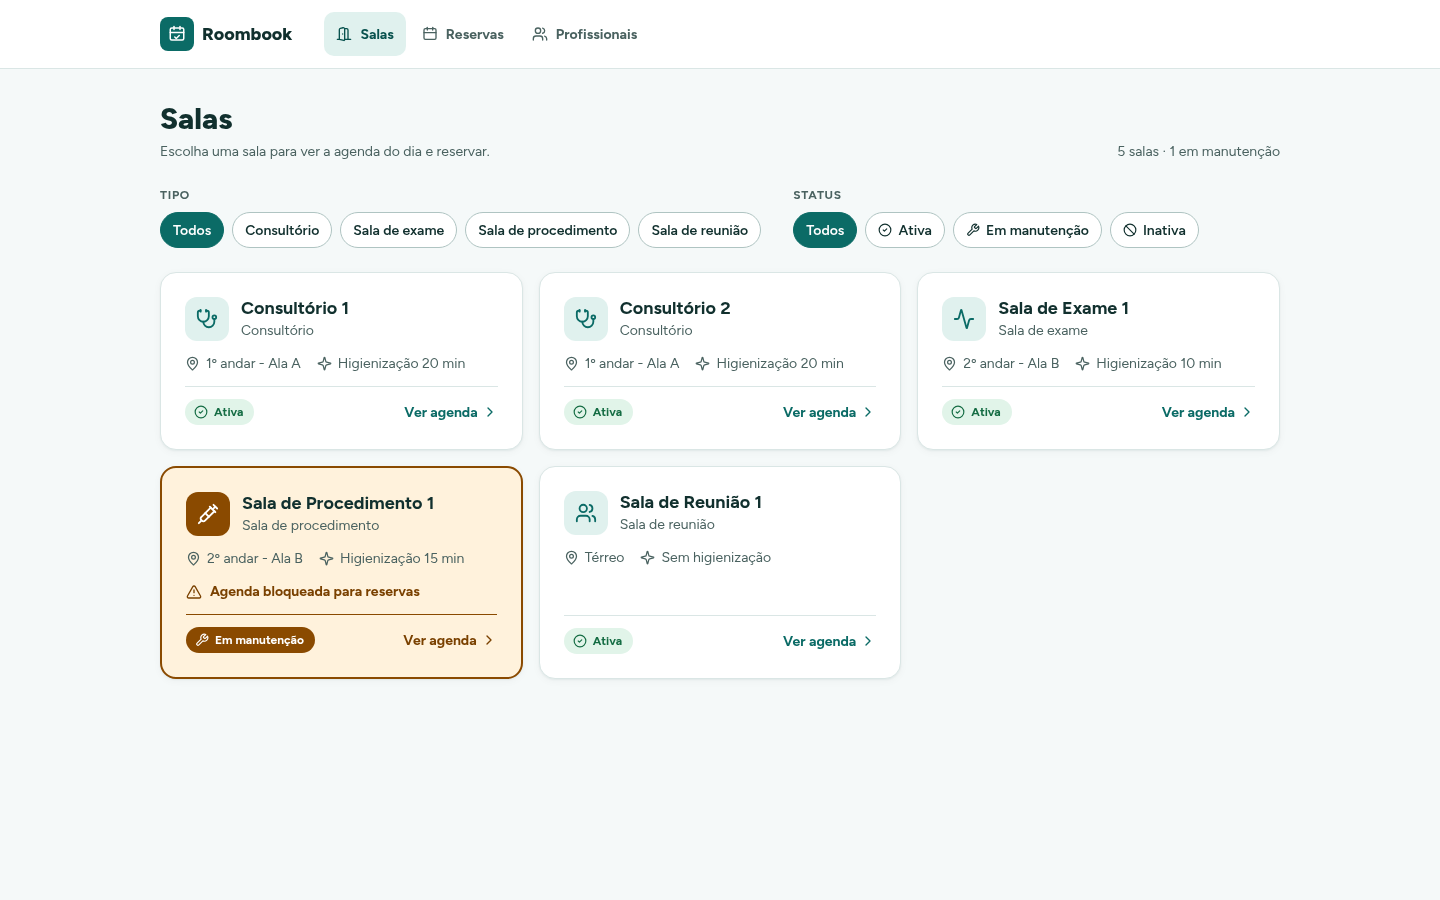 Roombook
Salas
Reservas
Profissionais
Salas
Escolha uma sala para ver a agenda do dia e reservar.
5 salas · 1 em manutenção
TIPO
Todos
Consultório
Sala de exame
Sala de procedimento
Sala de reunião
STATUS
Todos
Ativa
Em manutenção
Inativa
Consultório 1
Consultório
1º andar - Ala A
Higienização 20 min
Ativa
Ver agenda
Consultório 2
Consultório
1º andar - Ala A
Higienização 20 min
Ativa
Ver agenda
Sala de Exame 1
Sala de exame
2º andar - Ala B
Higienização 10 min
Ativa
Ver agenda
Sala de Procedimento 1
Sala de procedimento
2º andar - Ala B
Higienização 15 min
Agenda bloqueada para reservas
Em manutenção
Ver agenda
Sala de Reunião 1
Sala de reunião
Térreo
Sem higienização
Ativa
Ver agenda